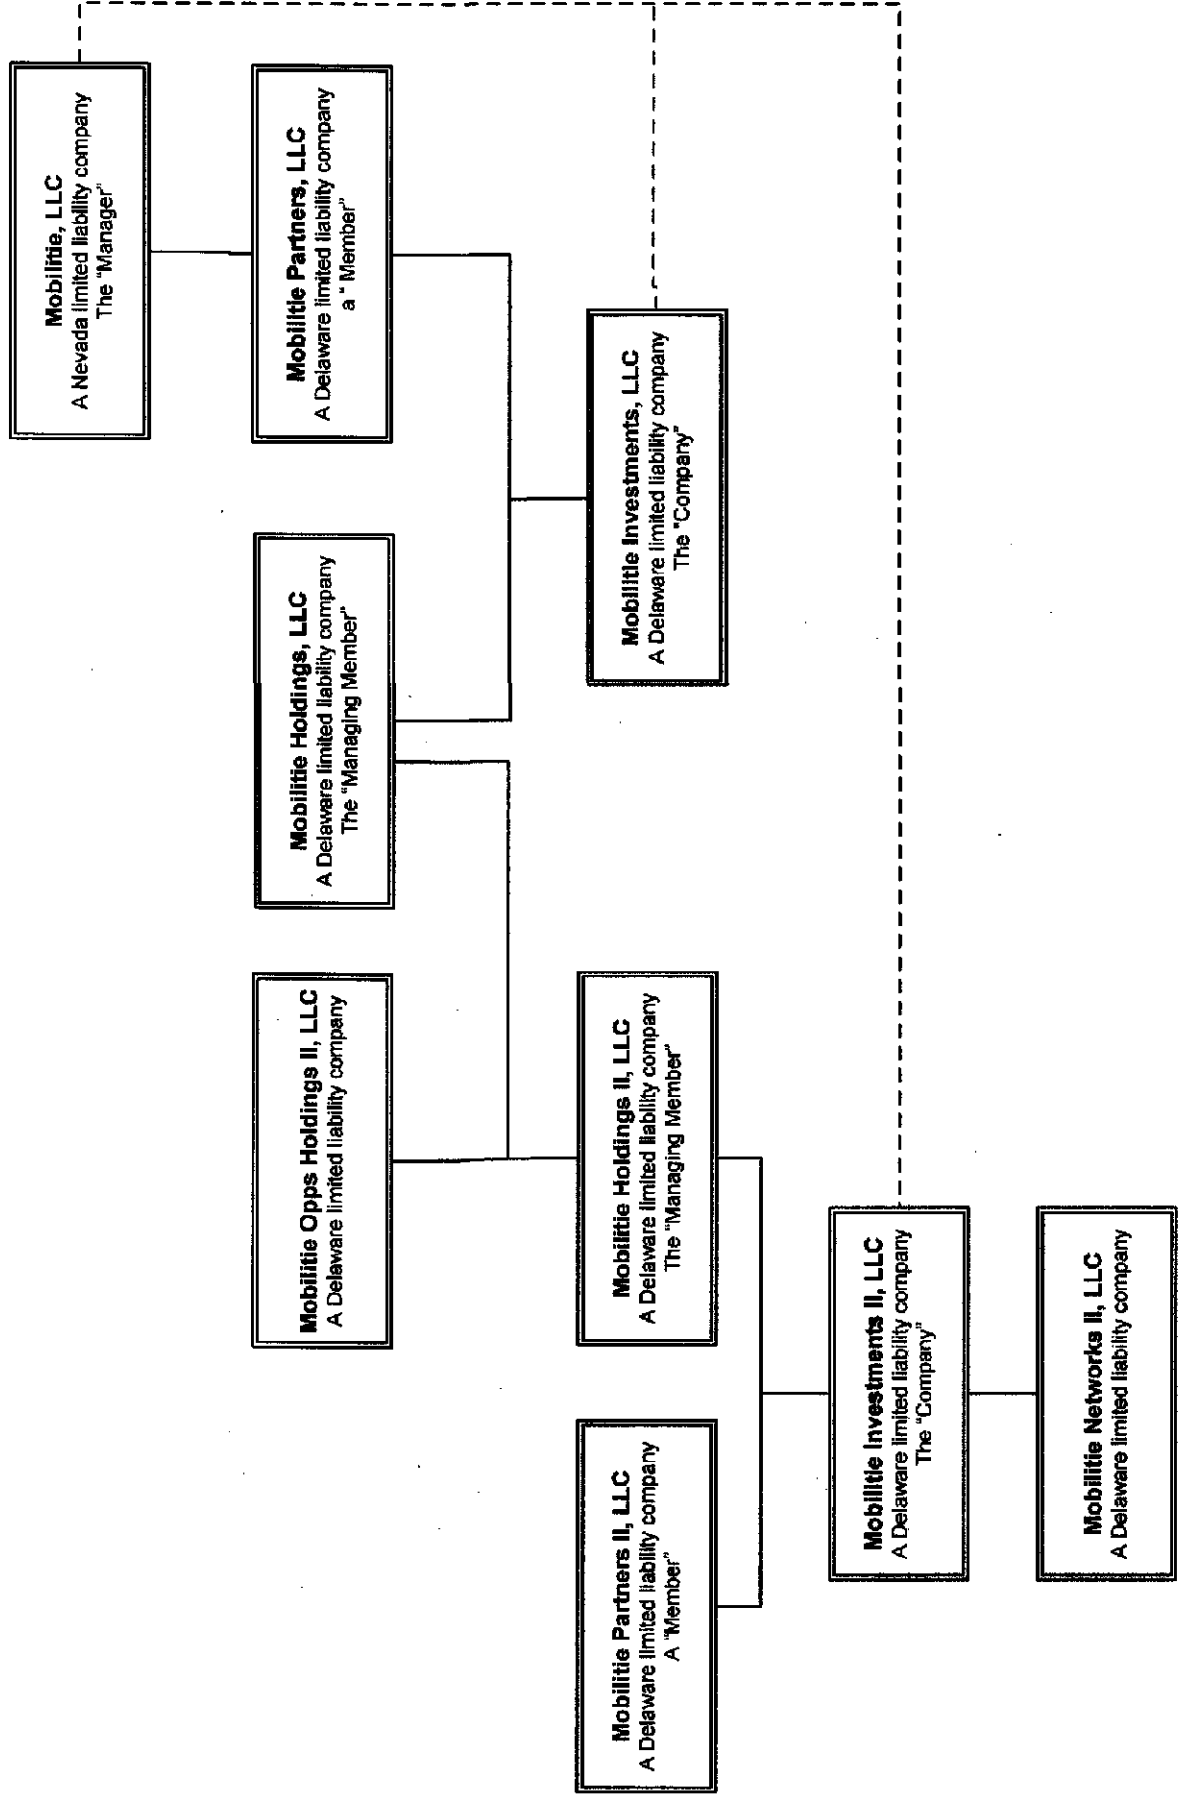 Mobilitie, LLC
A Nevada limited liability company
The "Manager"
Mobilitie Opps Holdings II, LLC
A Delaware limited liability company
Mobilitie Holdings, LLC
A Delaware limited liability company
The "Managing Member"
Mobilitie Partners, LLC
A Delaware limited liability company
a " Member"
Mobilitie Partners II, LLC
A Delaware limited liability company
A "Member"
Mobilitie Holdings II, LLC
A Delaware limited liability company
The "Managing Member"
Mobilitie Investments, LLC
A Delaware limited liability company
The "Company"
Mobilitie Investments II, LLC
A Delaware limited liability company
The "Company"
Mobilitie Networks II, LLC
A Delaware limited liability company